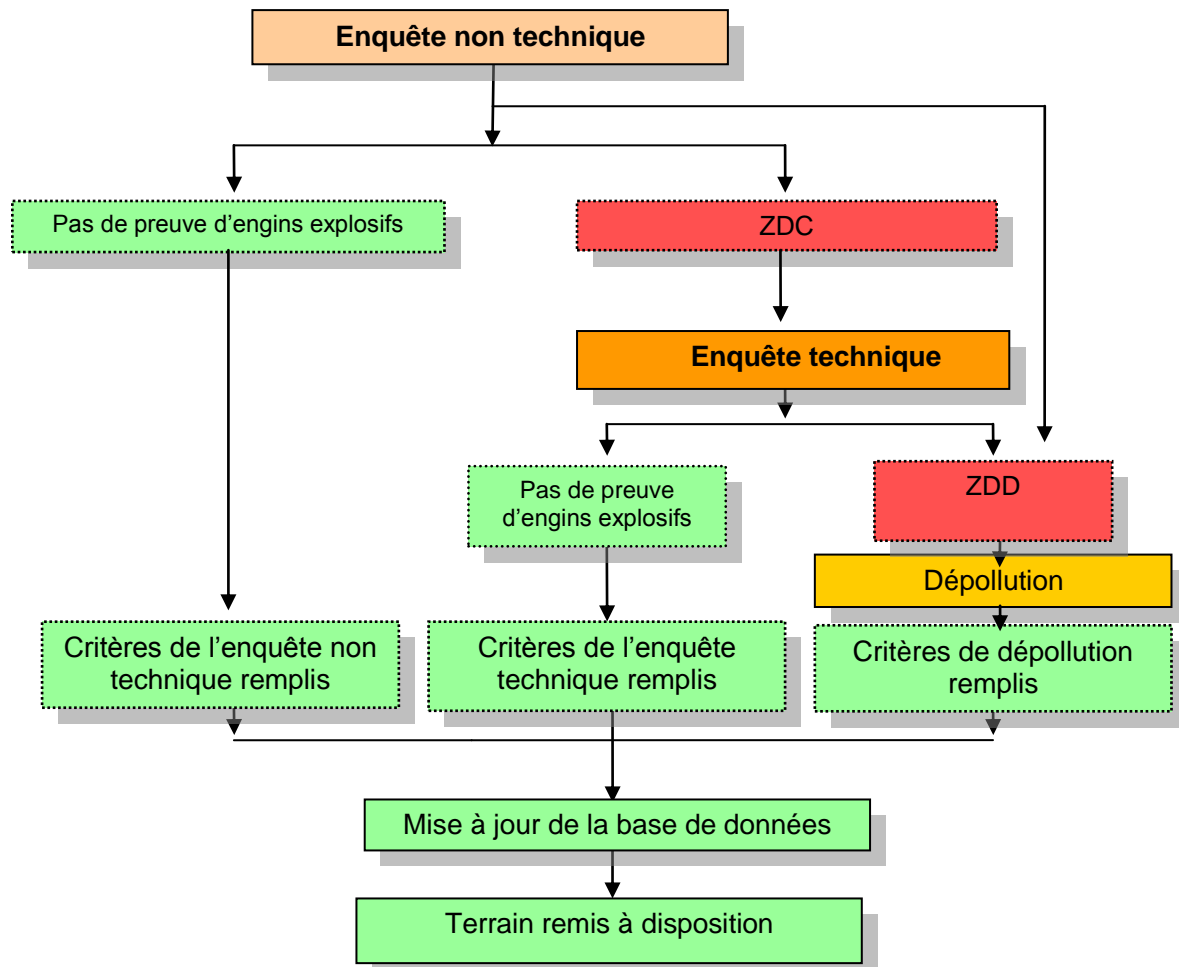 Enquête non technique
Pas de preuve d'engins explosifs
ZDC
Enquête technique
Pas de preuve
d'engins explosifs
ZDD
Dépollution
Critères de l'enquête non
technique remplis
Critères de l'enquête
technique remplis
Critères de dépollution
remplis
Mise à jour de la base de données
Terrain remis à disposition